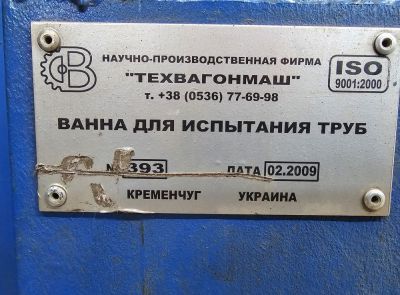 НАУЧНО-ПРОИЗВОДСТВЕННАЯ ФИРМА
"ТЕХВАГОНМАШ"
т. +38 (0536) 77-69-98
ISO
9001:2000
ВАННА ДЛЯ ИСПЫТАНИЯ ТРУБ
№ 393 ДАТА 02.2009
КРЕМЕНЧУГ УКРАИНА